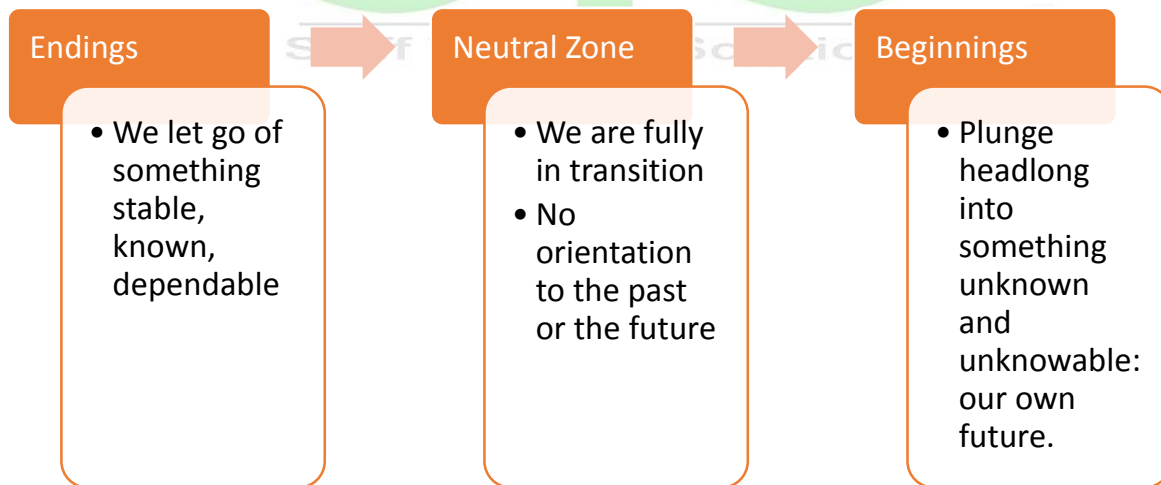 Endings
• We let go of
something
stable,
known,
dependable
Neutral Zone
• We are fully
in transition
• No
orientation
to the past
or the future
Beginnings
• Plunge
headlong
into
something
unknown
and
unknowable:
our own
future.